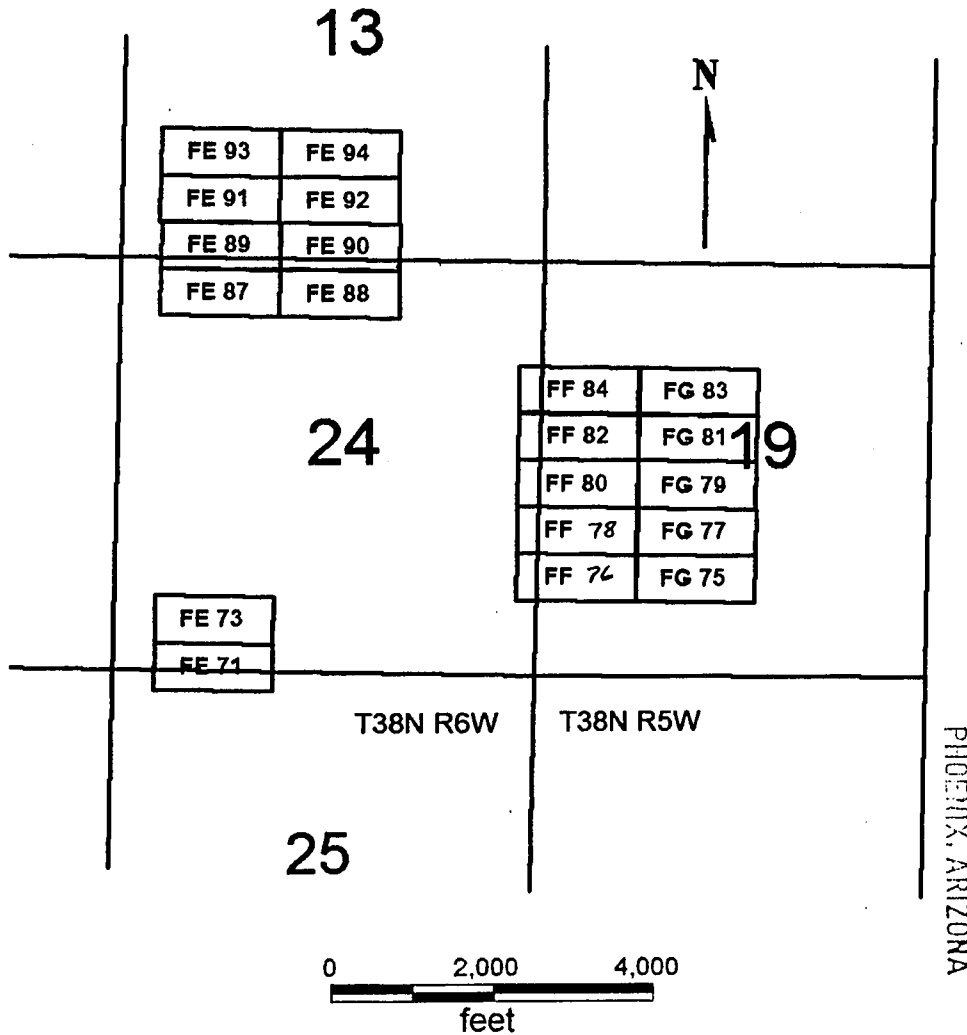 13
N
FE 93 FE 94
FE 91 FE 92
FE 89 FE 90
FE 87 FE 88
FF 84 FG 83
FF 82 FG 81
24
19
FF 80 FG 79
FF 78 FG 77
FF 76 FG 75
FE 73
FE 71
T38N R6W T38N R5W
25
PHOENIX, ARIZONA
0 2,000 4,000
feet